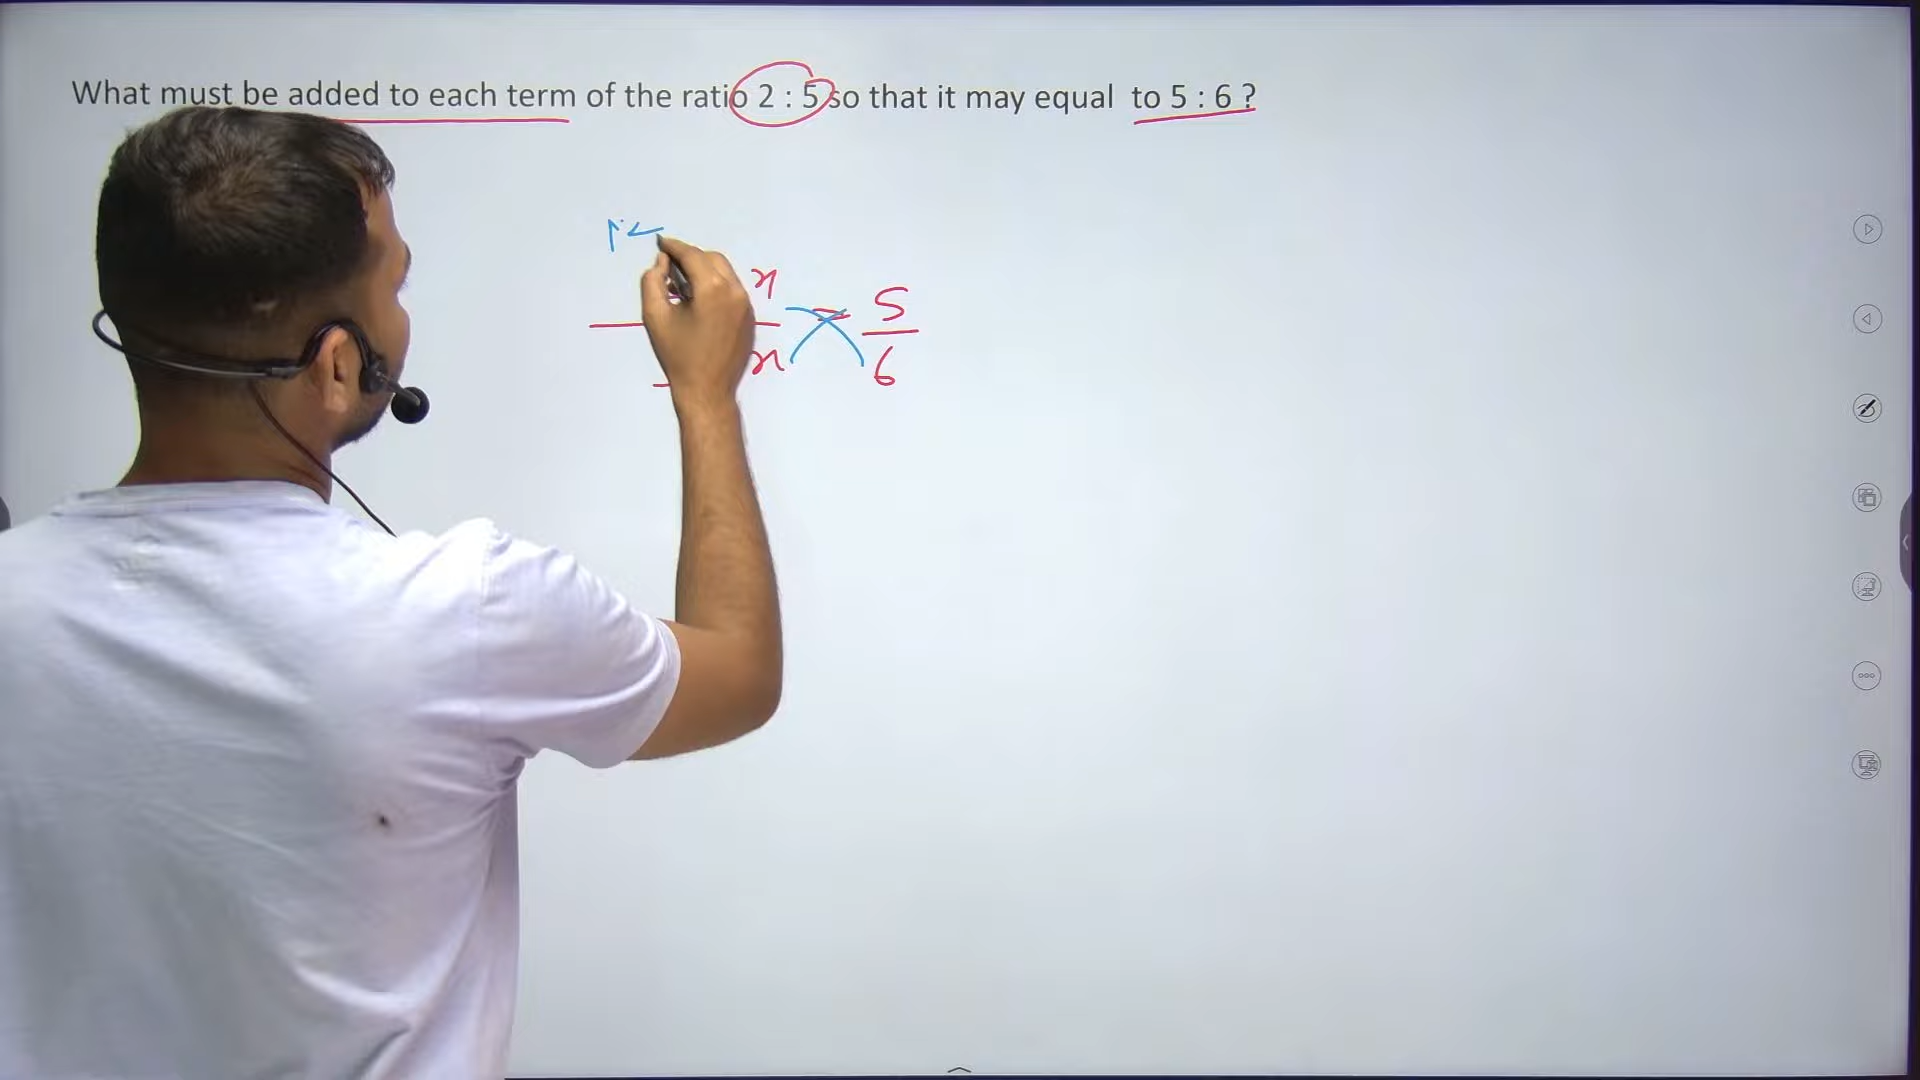 What must be added to each term of the ratio 2 : 5 so that it may equal to 5 : 6 ?
12
x = 5
x 6